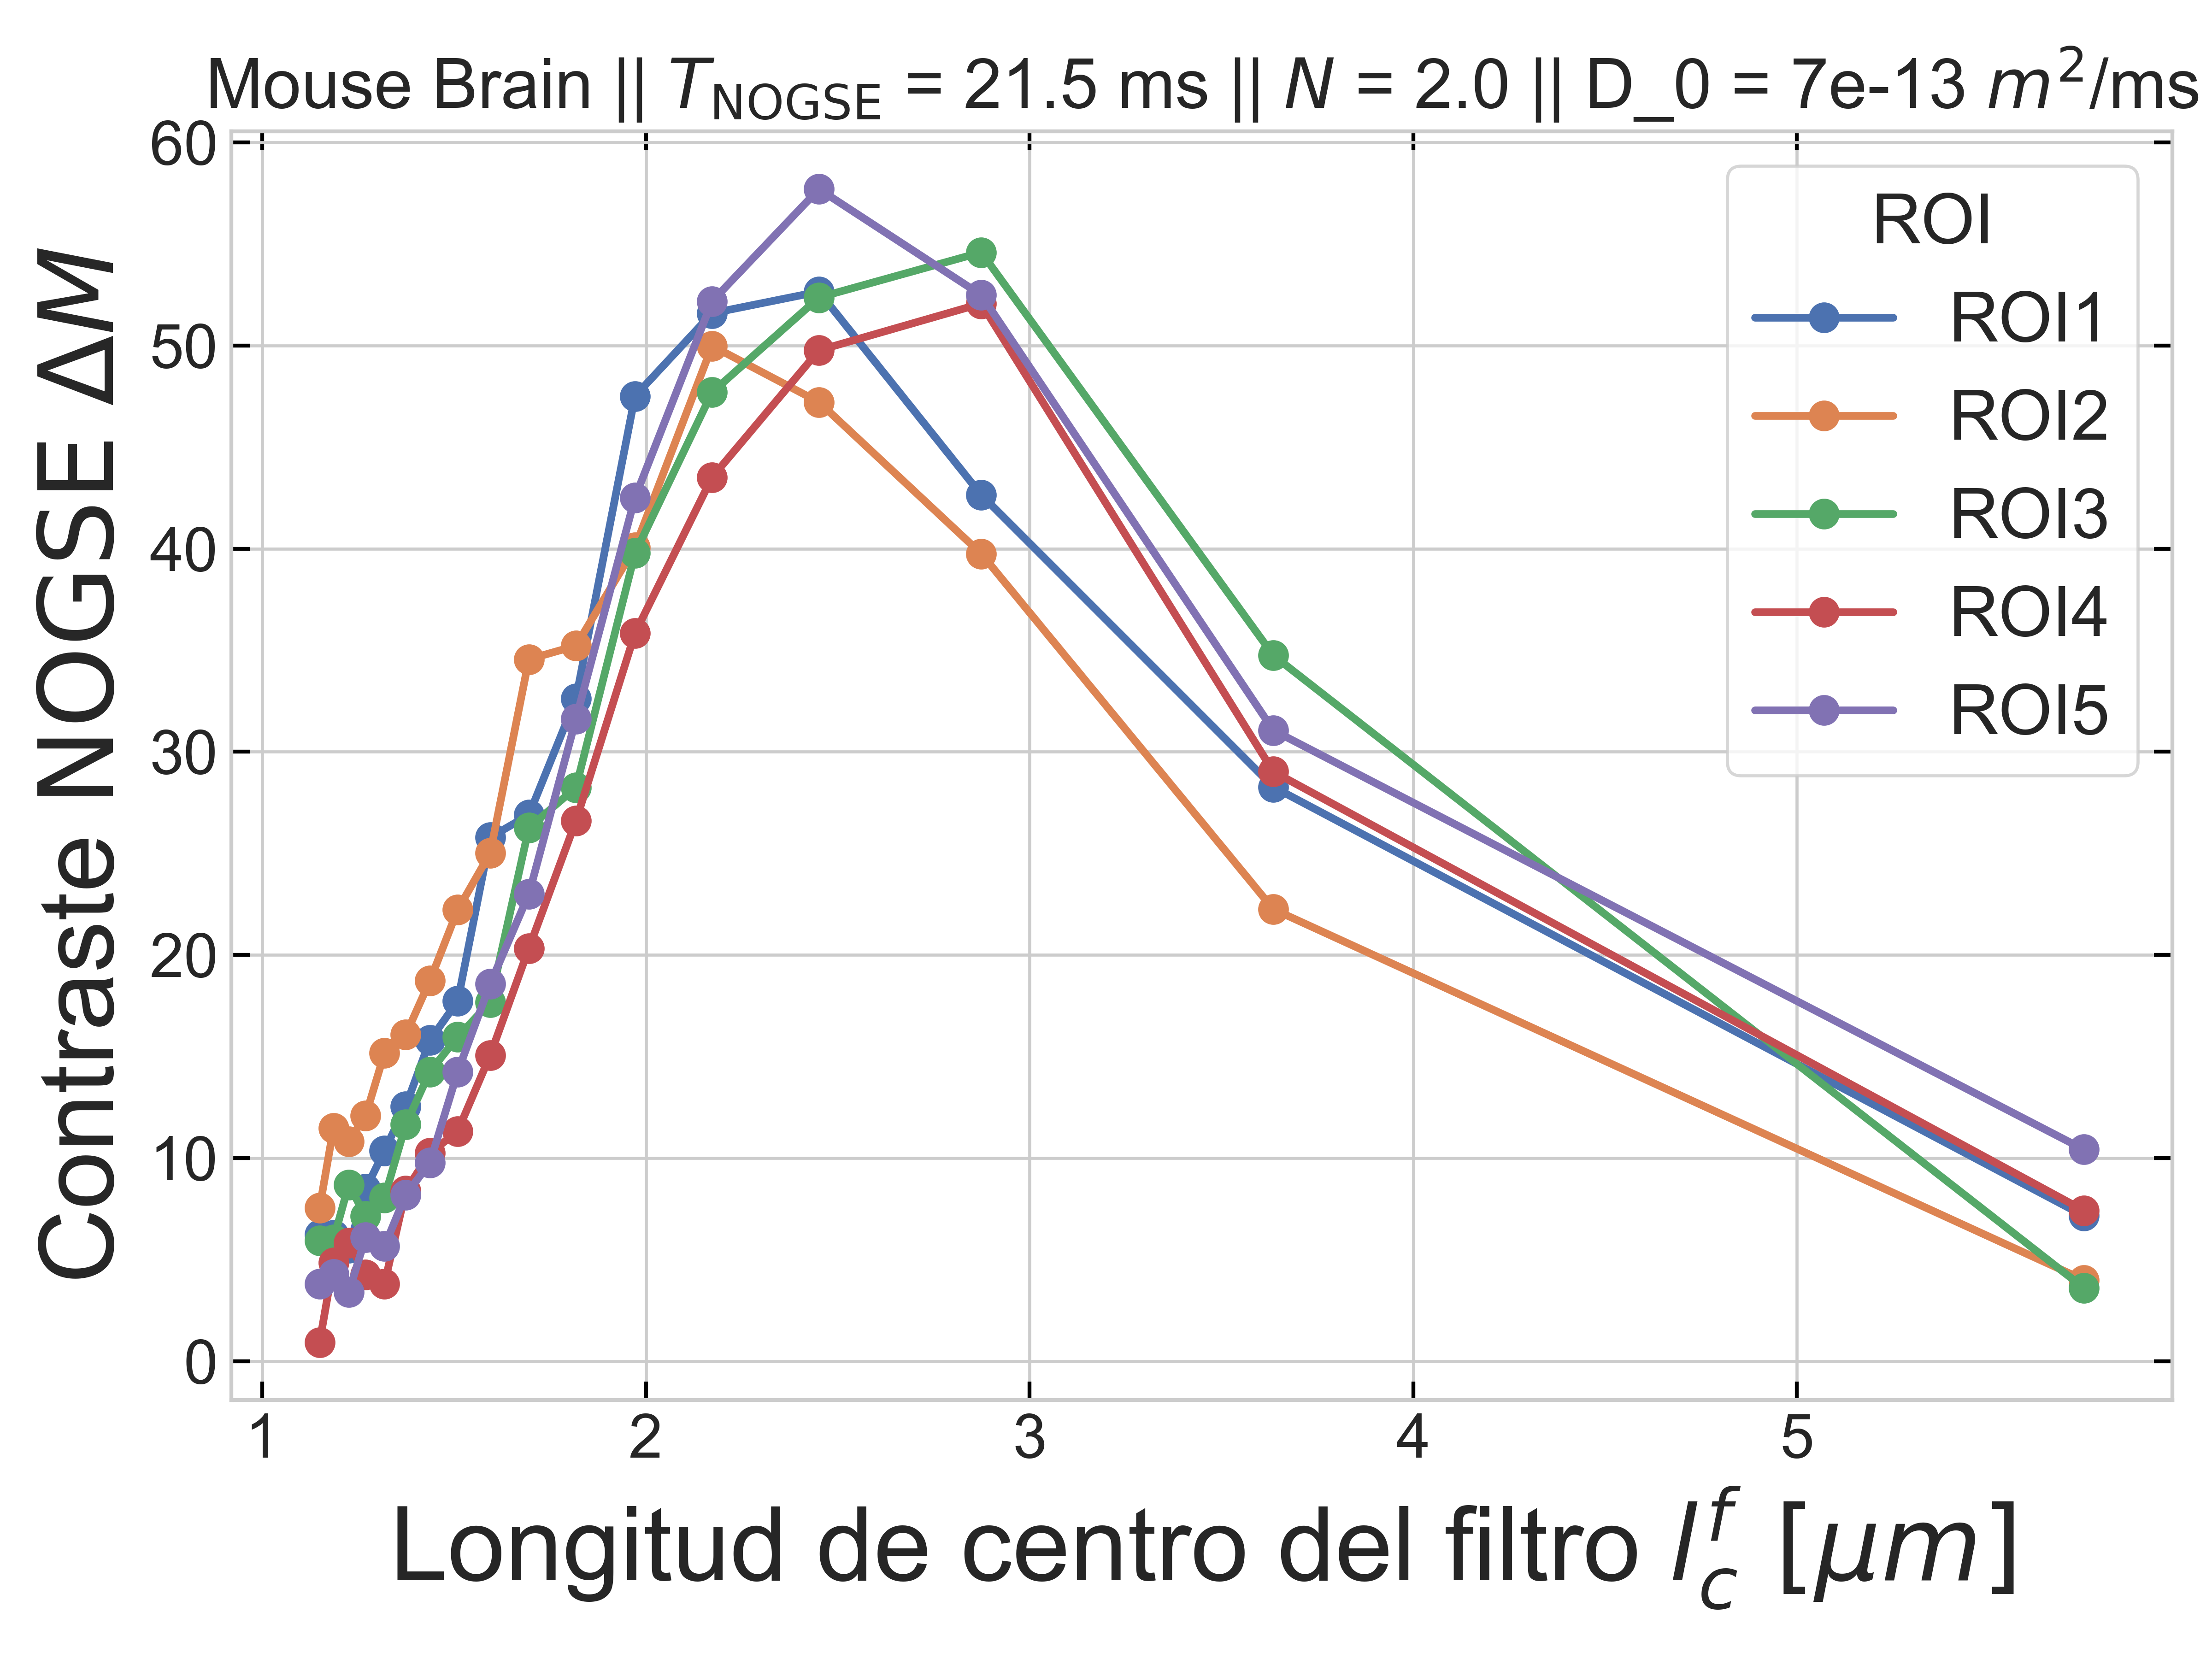 Mouse Brain || T_NOGSE = 21.5 ms || N = 2.0 || D_0 = 7e-13 m²/ms
Contraste NOGSE ΔM
60
50
40
30
20
10
0
ROI
ROI1
ROI2
ROI3
ROI4
ROI5
1 2 3 4 5
Longitud de centro del filtro l_c^f [μm]